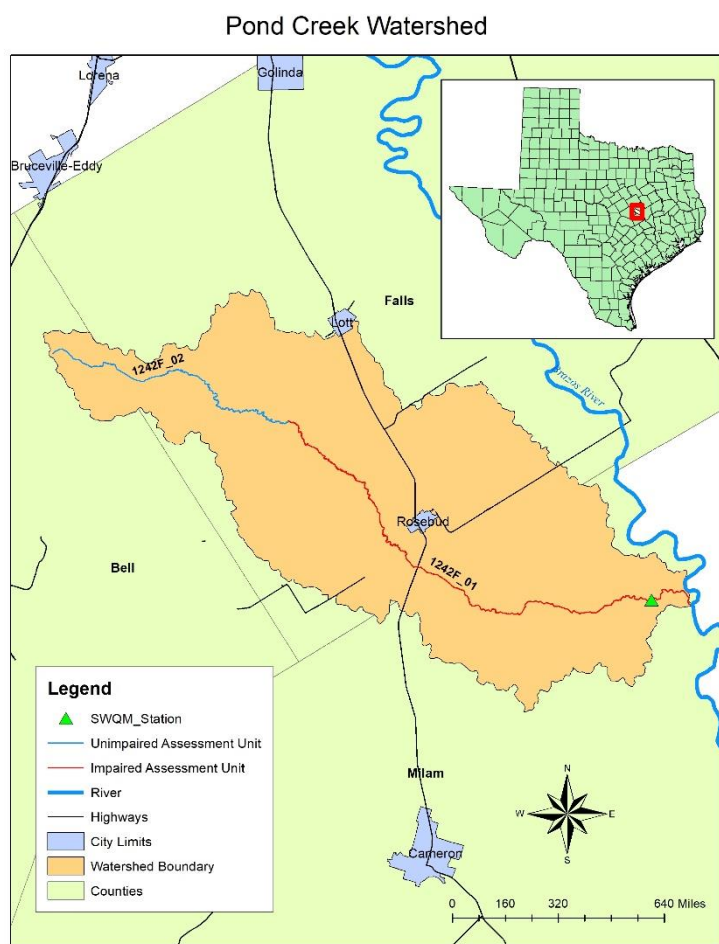 Pond Creek Watershed
Lorena
Golinda
Bruceville-Eddy
Falls
Lott
1242F_02
Brazos River
Rosebud
Bell
1242F_01
Legend
SWQM_Station
Unimpaired Assessment Unit
Impaired Assessment Unit
River
Highways
City Limits
Watershed Boundary
Counties
Milam
Cameron
N
W
E
S
0 160 320 640 Miles